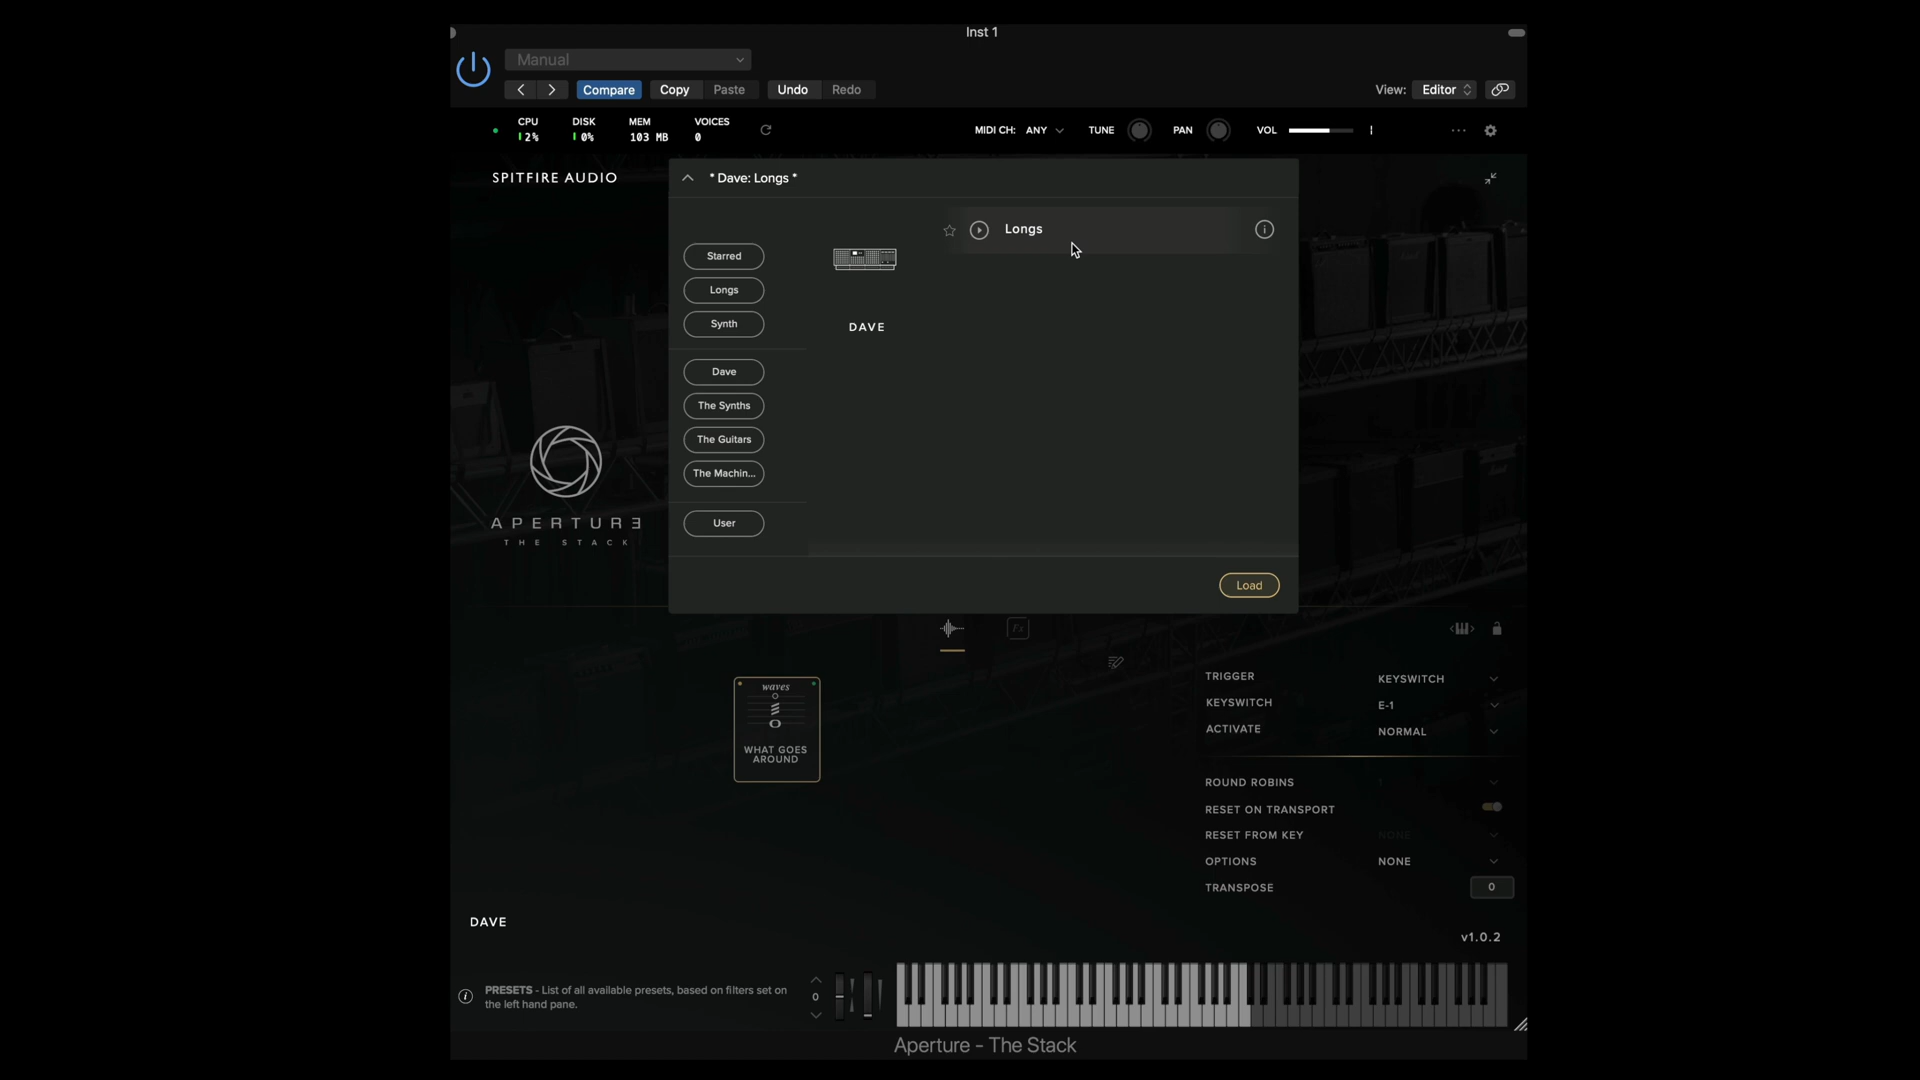 Inst 1
Manual
Compare
Copy
Paste
Undo
Redo
View:
Editor
CPU
2%
DISK
0%
MEM
103 MB
VOICES
0
MIDI CH:
ANY
TUNE
PAN
VOL
SPITFIRE AUDIO
* Dave: Longs *
Starred
Longs
Synth
Dave
The Synths
The Guitars
The Machin...
User
DAVE
Longs
Load
APERTURƎ
THE STACK
Fx
waves
WHAT GOES
AROUND
TRIGGER
KEYSWITCH
KEYSWITCH
E-1
ACTIVATE
NORMAL
ROUND ROBINS
RESET ON TRANSPORT
RESET FROM KEY
NONE
OPTIONS
NONE
TRANSPOSE
0
DAVE
v1.0.2
PRESETS - List of all available presets, based on filters set on
the left hand pane.
0
Aperture - The Stack